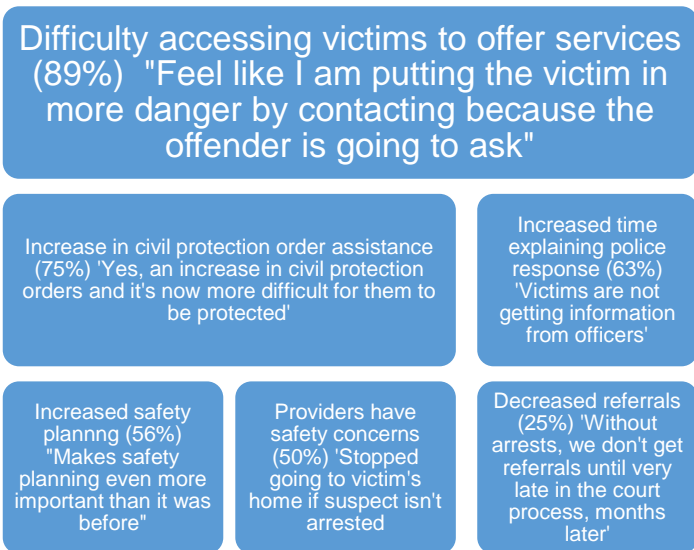 Difficulty accessing victims to offer services
(89%)  "Feel like I am putting the victim in
more danger by contacting because the
offender is going to ask"
Increase in civil protection order assistance
(75%) 'Yes, an increase in civil protection
orders and it's now more difficult for them to
be protected'
Increased time
explaining police
response (63%)
'Victims are not
getting information
from officers'
Increased safety
plannng (56%)
"Makes safety
planning even more
important than it was
before"
Providers have
safety concerns
(50%) 'Stopped
going to victim's
home if suspect isn't
arrested
Decreased referrals
(25%) 'Without
arrests, we don't get
referrals until very
late in the court
process, months
later'